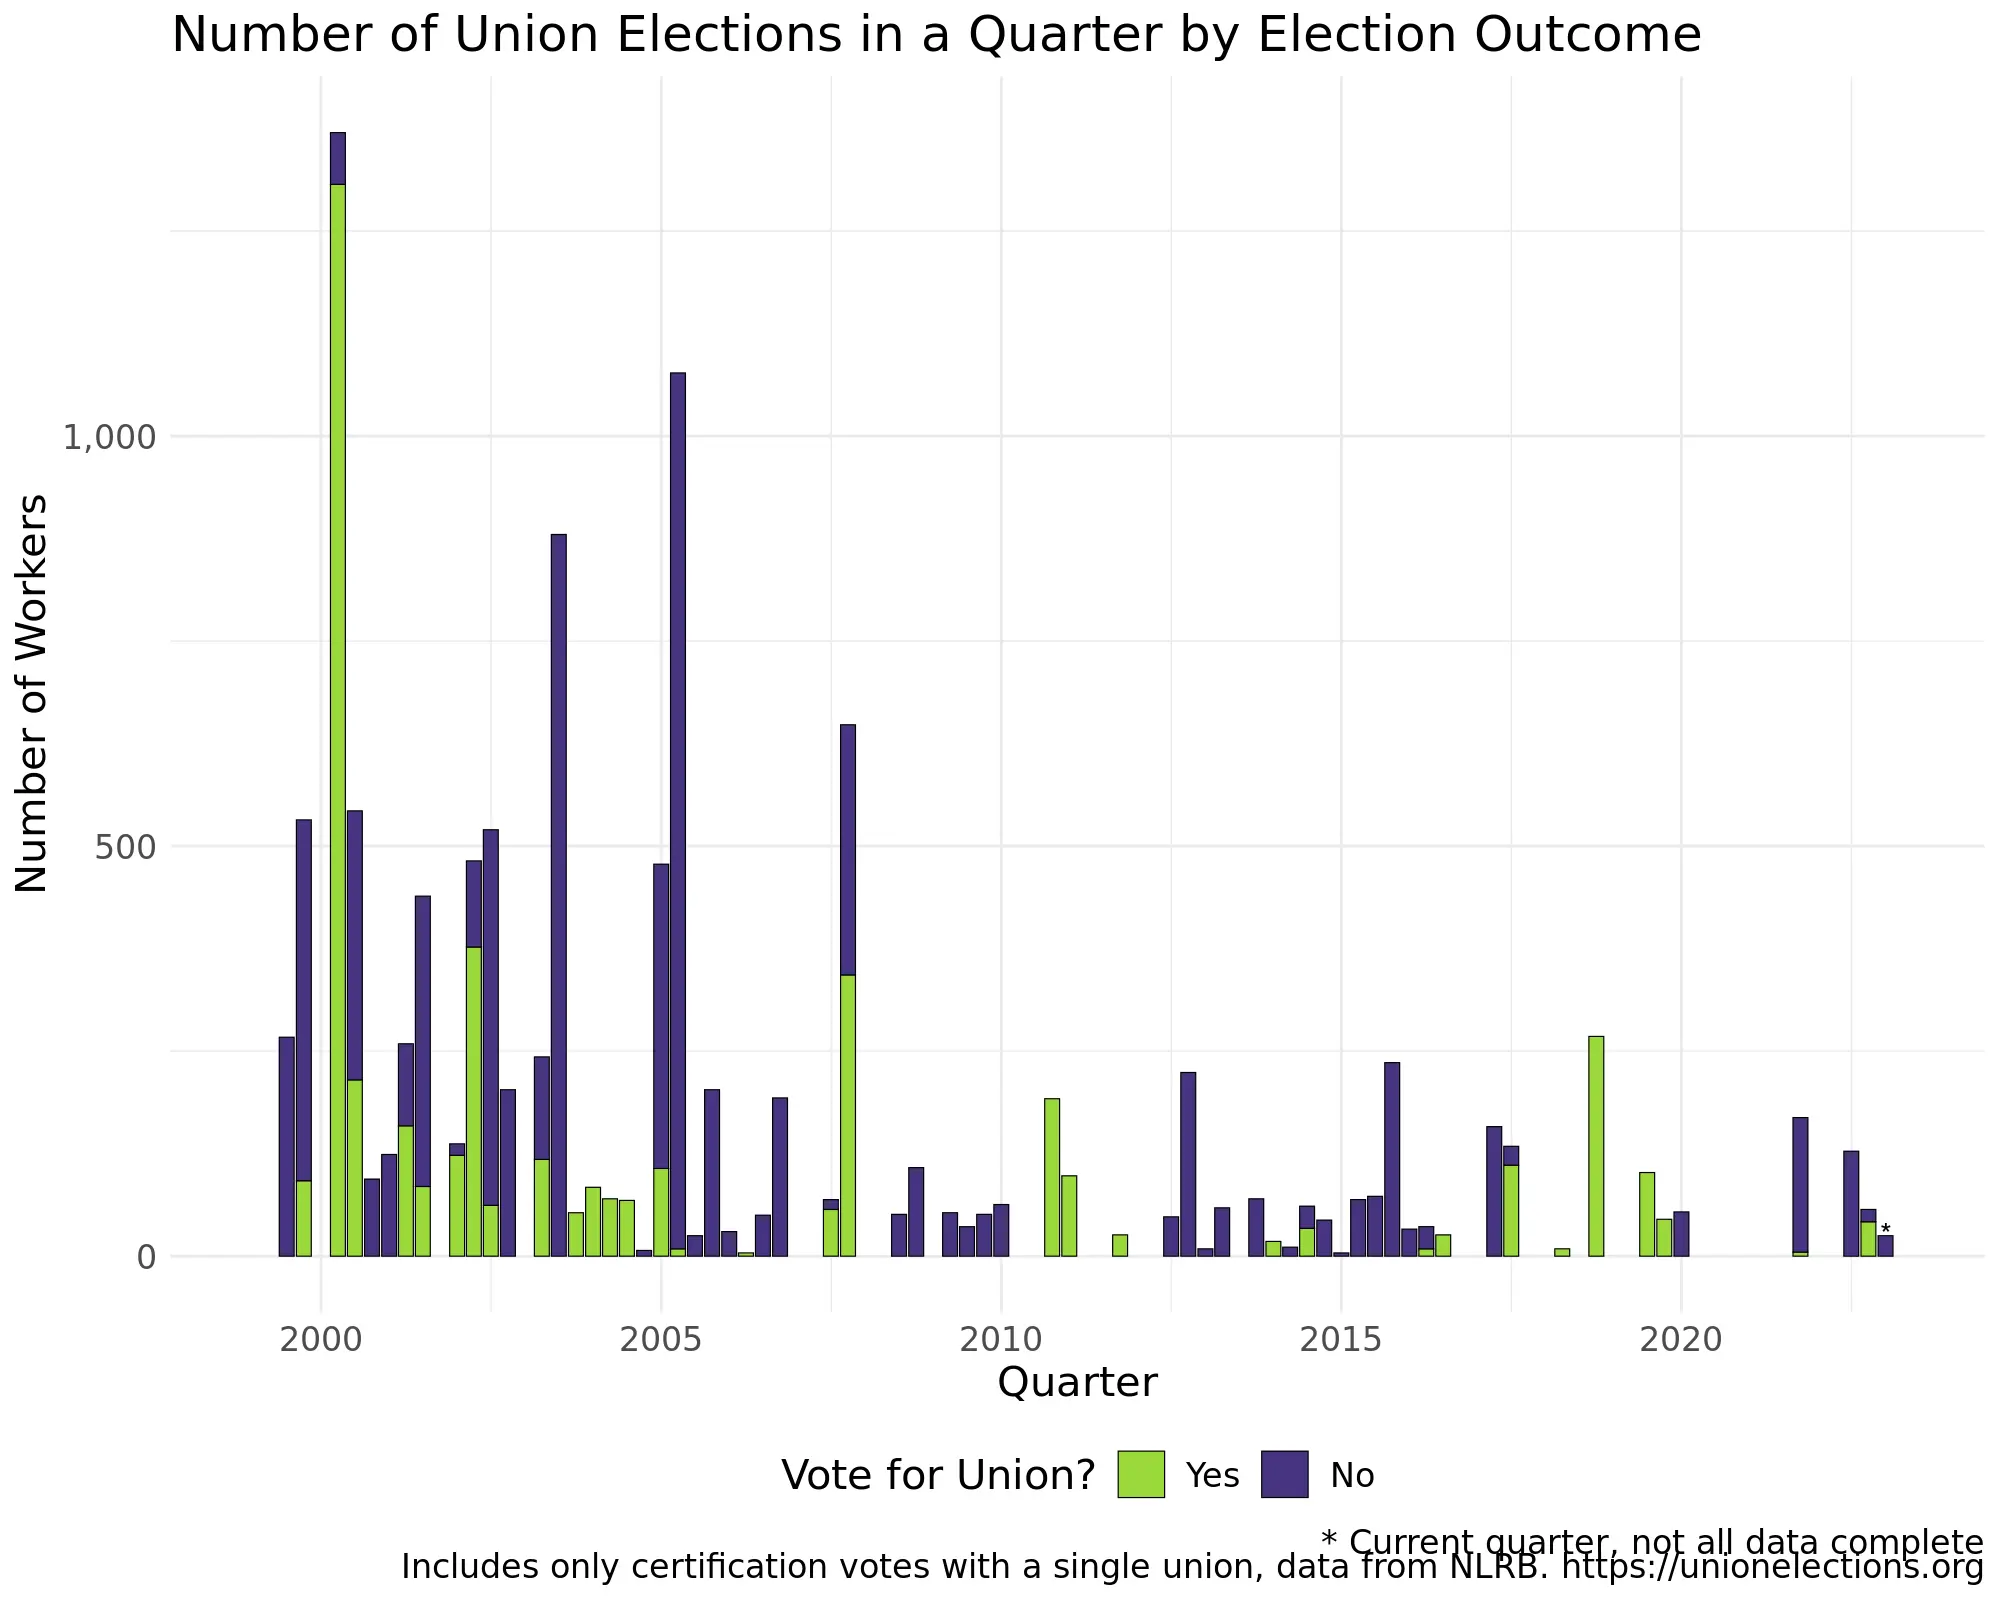 Number of Union Elections in a Quarter by Election Outcome
Number of Workers
1,000
500
0
*
2000 2005 2010 2015 2020
Quarter
Vote for Union? Yes No
* Current quarter, not all data complete
Includes only certification votes with a single union, data from NLRB. https://unionelections.org